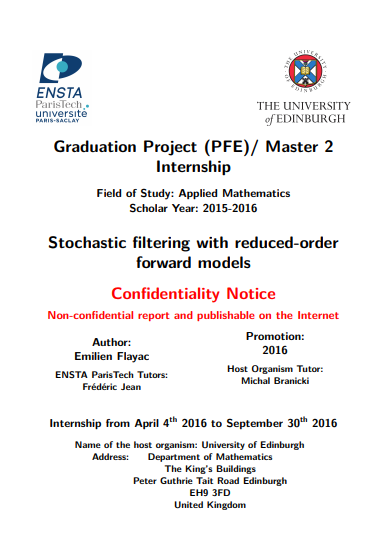 ENSTA
ParisTech
université
PARIS-SACLAY
THE UNIVERSITY
of EDINBURGH
Graduation Project (PFE)/ Master 2
Internship
Field of Study: Applied Mathematics
Scholar Year: 2015-2016
Stochastic filtering with reduced-order
forward models
Confidentiality Notice
Non-confidential report and publishable on the Internet
Author:
Emilien Flayac
ENSTA ParisTech Tutors:
Frédéric Jean
Promotion:
2016
Host Organism Tutor:
Michal Branicki
Internship from April 4th 2016 to September 30th 2016
Name of the host organism: University of Edinburgh
Address: Department of Mathematics
The King's Buildings
Peter Guthrie Tait Road Edinburgh
EH9 3FD
United Kingdom